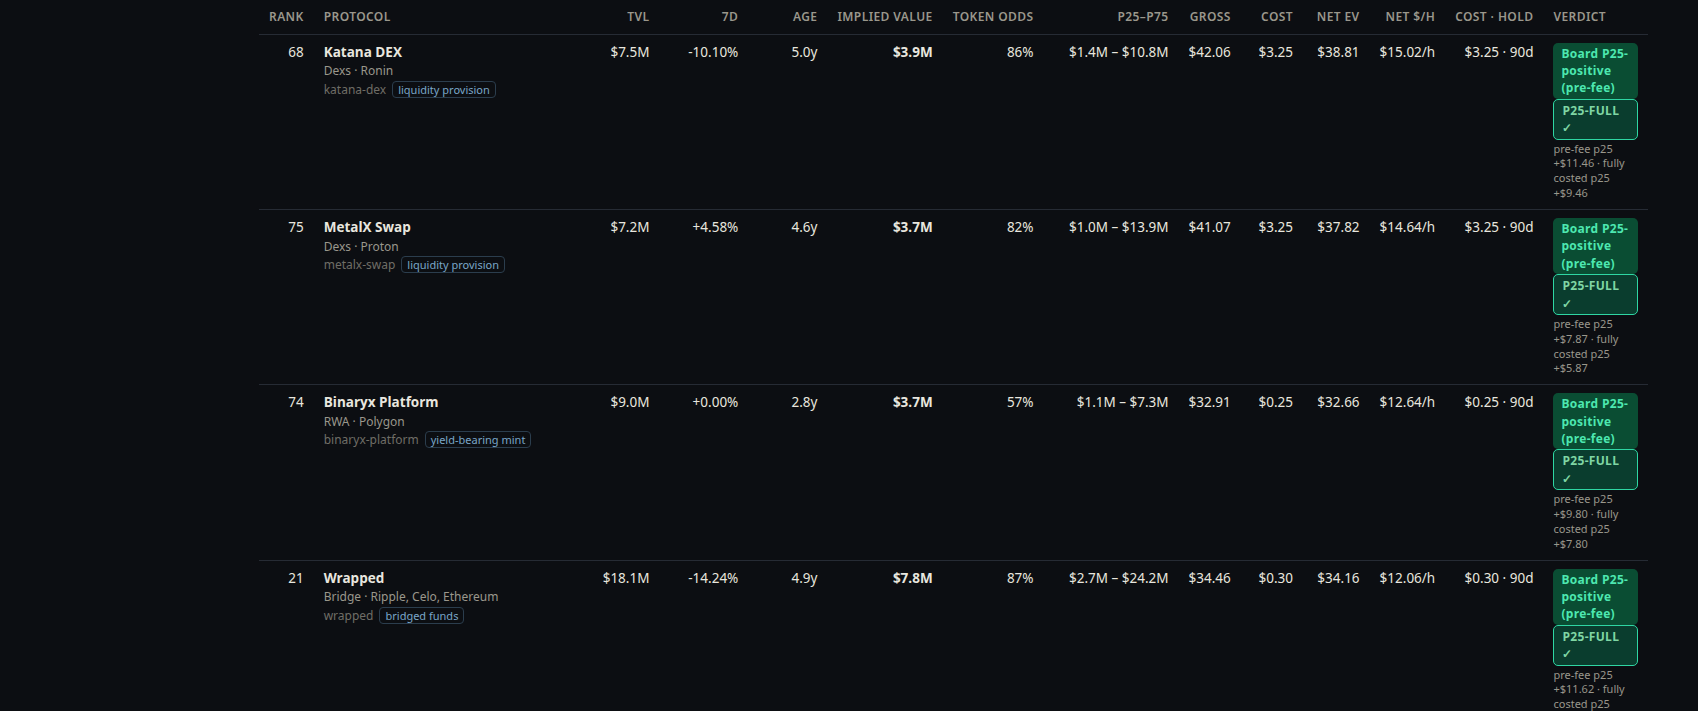 RANK PROTOCOL TVL 7D AGE IMPLIED VALUE TOKEN ODDS P25–P75 GROSS COST NET EV NET $/H COST · HOLD VERDICT
68 Katana DEX $7.5M -10.10% 5.0y $3.9M 86% $1.4M – $10.8M $42.06 $3.25 $38.81 $15.02/h $3.25 · 90d Board P25-
Dexs · Ronin positive
katana-dex liquidity provision (pre-fee)
P25-FULL
✓
pre-fee p25
+$11.46 · fully
costed p25
+$9.46
75 MetalX Swap $7.2M +4.58% 4.6y $3.7M 82% $1.0M – $13.9M $41.07 $3.25 $37.82 $14.64/h $3.25 · 90d Board P25-
Dexs · Proton positive
metalx-swap liquidity provision (pre-fee)
P25-FULL
✓
pre-fee p25
+$7.87 · fully
costed p25
+$5.87
74 Binaryx Platform $9.0M +0.00% 2.8y $3.7M 57% $1.1M – $7.3M $32.91 $0.25 $32.66 $12.64/h $0.25 · 90d Board P25-
RWA · Polygon positive
binaryx-platform yield-bearing mint (pre-fee)
P25-FULL
✓
pre-fee p25
+$9.80 · fully
costed p25
+$7.80
21 Wrapped $18.1M -14.24% 4.9y $7.8M 87% $2.7M – $24.2M $34.46 $0.30 $34.16 $12.06/h $0.30 · 90d Board P25-
Bridge · Ripple, Celo, Ethereum positive
wrapped bridged funds (pre-fee)
P25-FULL
✓
pre-fee p25
+$11.62 · fully
costed p25